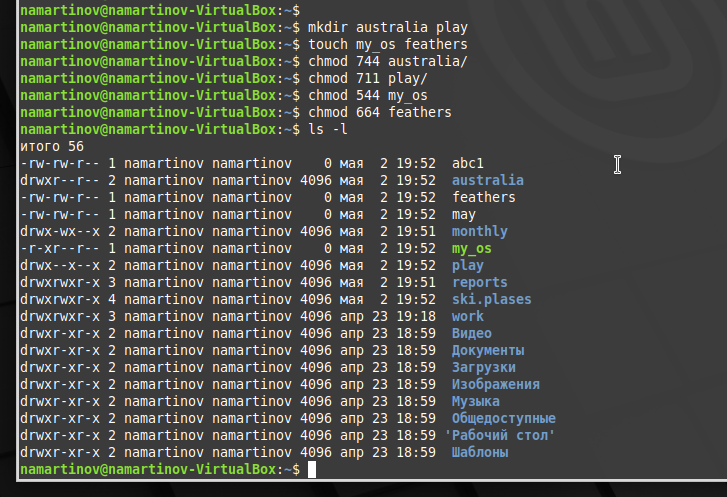 namartinov@namartinov-VirtualBox:~$
namartinov@namartinov-VirtualBox:~$ mkdir australia play
namartinov@namartinov-VirtualBox:~$ touch my_os feathers
namartinov@namartinov-VirtualBox:~$ chmod 744 australia/
namartinov@namartinov-VirtualBox:~$ chmod 711 play/
namartinov@namartinov-VirtualBox:~$ chmod 544 my_os
namartinov@namartinov-VirtualBox:~$ chmod 664 feathers
namartinov@namartinov-VirtualBox:~$ ls -l
итого 56
-rw-rw-r-- 1 namartinov namartinov    0 мая  2 19:52  abc1
drwxr--r-- 2 namartinov namartinov 4096 мая  2 19:52  australia
-rw-rw-r-- 1 namartinov namartinov    0 мая  2 19:52  feathers
-rw-rw-r-- 1 namartinov namartinov    0 мая  2 19:52  may
drwx-wx--x 2 namartinov namartinov 4096 мая  2 19:51  monthly
-r-xr--r-- 1 namartinov namartinov    0 мая  2 19:52  my_os
drwx--x--x 2 namartinov namartinov 4096 мая  2 19:52  play
drwxrwxr-x 3 namartinov namartinov 4096 мая  2 19:51  reports
drwxrwxr-x 4 namartinov namartinov 4096 мая  2 19:52  ski.plases
drwxrwxr-x 3 namartinov namartinov 4096 апр 23 19:18  work
drwxr-xr-x 2 namartinov namartinov 4096 апр 23 18:59  Видео
drwxr-xr-x 2 namartinov namartinov 4096 апр 23 18:59  Документы
drwxr-xr-x 2 namartinov namartinov 4096 апр 23 18:59  Загрузки
drwxr-xr-x 2 namartinov namartinov 4096 апр 23 18:59  Изображения
drwxr-xr-x 2 namartinov namartinov 4096 апр 23 18:59  Музыка
drwxr-xr-x 2 namartinov namartinov 4096 апр 23 18:59  Общедоступные
drwxr-xr-x 2 namartinov namartinov 4096 апр 23 18:59 'Рабочий стол'
drwxr-xr-x 2 namartinov namartinov 4096 апр 23 18:59  Шаблоны
namartinov@namartinov-VirtualBox:~$